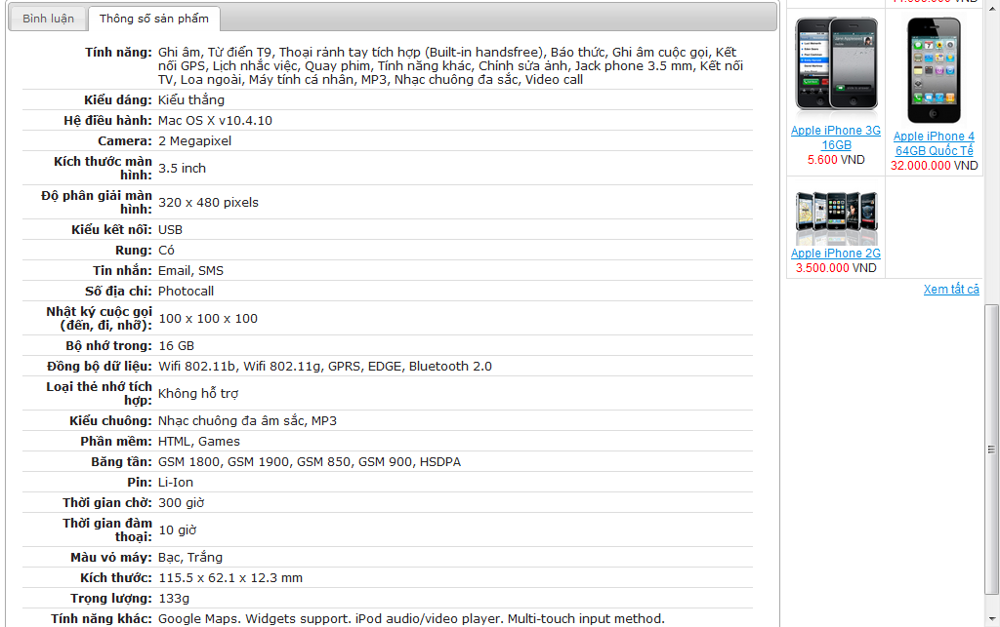 Bình luận
Thông số sản phẩm
Tính năng: Ghi âm, Từ điển T9, Thoại rảnh tay tích hợp (Built-in handsfree), Báo thức, Ghi âm cuộc gọi, Kết
nối GPS, Lịch nhắc việc, Quay phim, Tính năng khác, Chỉnh sửa ảnh, Jack phone 3.5 mm, Kết nối
TV, Loa ngoài, Máy tính cá nhân, MP3, Nhạc chuông đa sắc, Video call
Kiểu dáng: Kiểu thẳng
Hệ điều hành: Mac OS X v10.4.10
Camera: 2 Megapixel
Kích thước màn
hình: 3.5 inch
Độ phân giải màn
hình: 320 x 480 pixels
Kiểu kết nối: USB
Rung: Có
Tin nhắn: Email, SMS
Số địa chỉ: Photocall
Nhật ký cuộc gọi
(đến, đi, nhỡ): 100 x 100 x 100
Bộ nhớ trong: 16 GB
Đồng bộ dữ liệu: Wifi 802.11b, Wifi 802.11g, GPRS, EDGE, Bluetooth 2.0
Loại thẻ nhớ tích
hợp: Không hỗ trợ
Kiểu chuông: Nhạc chuông đa âm sắc, MP3
Phần mềm: HTML, Games
Băng tần: GSM 1800, GSM 1900, GSM 850, GSM 900, HSDPA
Pin: Li-Ion
Thời gian chờ: 300 giờ
Thời gian đàm
thoại: 10 giờ
Màu vỏ máy: Bạc, Trắng
Kích thước: 115.5 x 62.1 x 12.3 mm
Trọng lượng: 133g
Tính năng khác: Google Maps. Widgets support. iPod audio/video player. Multi-touch input method.
VND
Apple iPhone 3G
16GB
5.600 VND
Apple iPhone 4
64GB Quốc Tế
32.000.000 VND
Apple iPhone 2G
3.500.000 VND
Xem tất cả